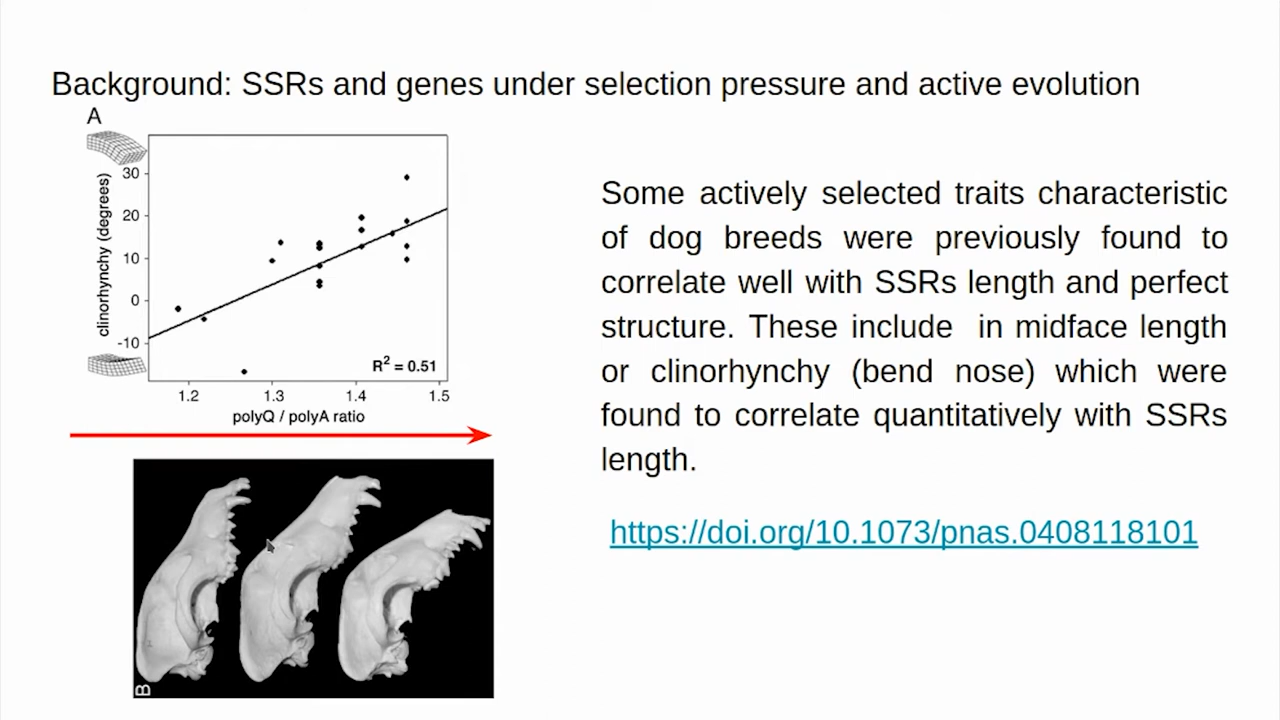 Background: SSRs and genes under selection pressure and active evolution
A
clinorhynchy (degrees)
30
20
10
0
-10
R² = 0.51
1.2 1.3 1.4 1.5
polyQ / polyA ratio
B
Some actively selected traits characteristic
of dog breeds were previously found to
correlate well with SSRs length and perfect
structure. These include in midface length
or clinorhynchy (bend nose) which were
found to correlate quantitatively with SSRs
length.
https://doi.org/10.1073/pnas.0408118101